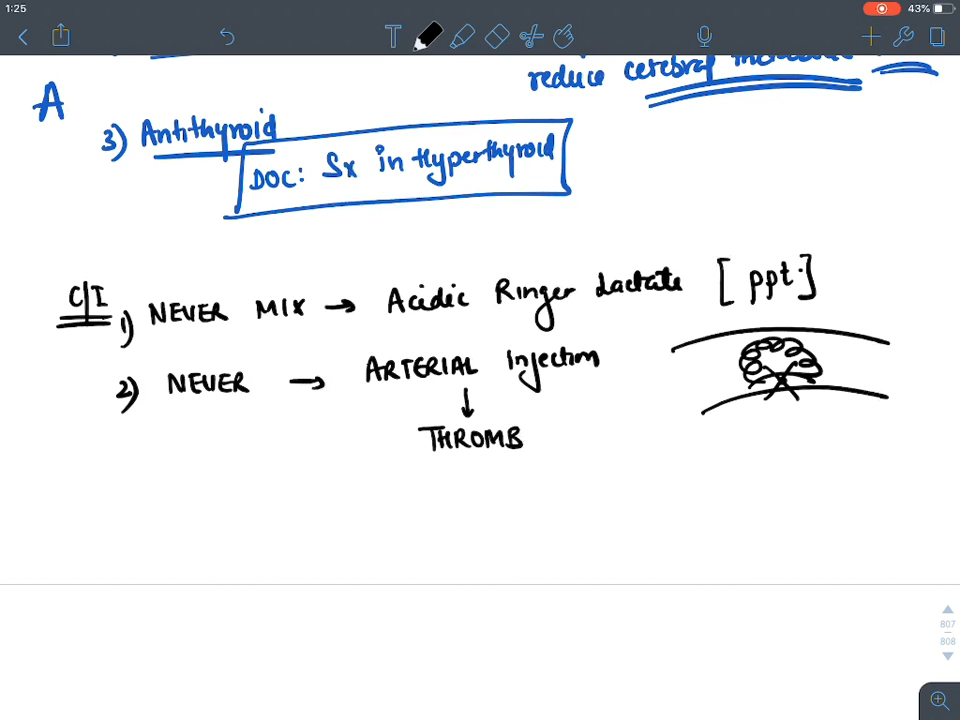 1:25
43%
T
reduce cerebral
A
3) Antithyroid
DOC: Sx in Hyperthyroid
C/I
1) NEVER MIX → Acidic Ringer Lactate [ppt.]
2) NEVER → ARTERIAL Injection
↓
THROMB
807
808